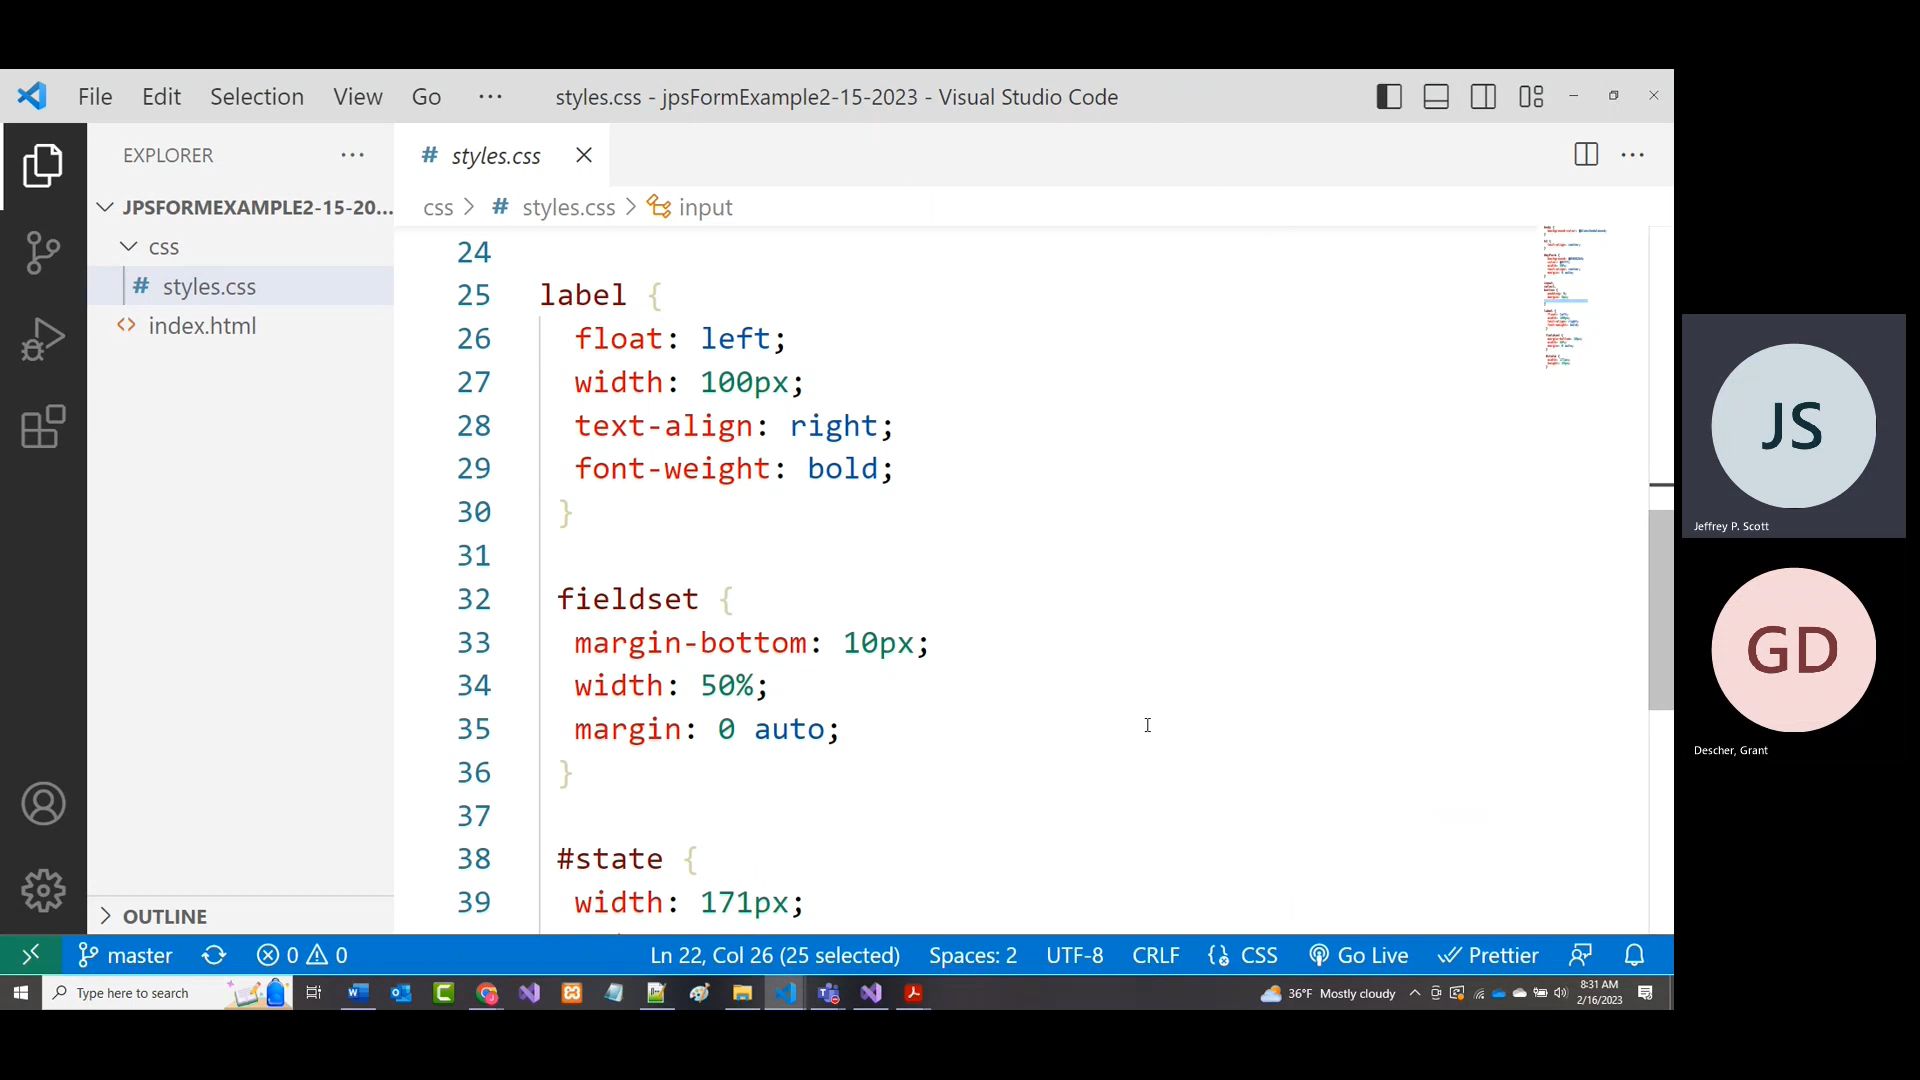 File Edit Selection View Go ··· styles.css - jpsFormExample2-15-2023 - Visual Studio Code
EXPLORER ···
# styles.css
JPSFORMEXAMPLE2-15-20...
css > # styles.css > input
css
# styles.css
<> index.html
24
25 label {
26 float: left;
27 width: 100px;
28 text-align: right;
29 font-weight: bold;
30 }
31
32 fieldset {
33 margin-bottom: 10px;
34 width: 50%;
35 margin: 0 auto;
36 }
37
38 #state {
39 width: 171px;
OUTLINE
master 0 0 Ln 22, Col 26 (25 selected) Spaces: 2 UTF-8 CRLF CSS Go Live Prettier
Type here to search 36°F Mostly cloudy 8:31 AM
2/16/2023
JS
Jeffrey P. Scott
GD
Descher, Grant